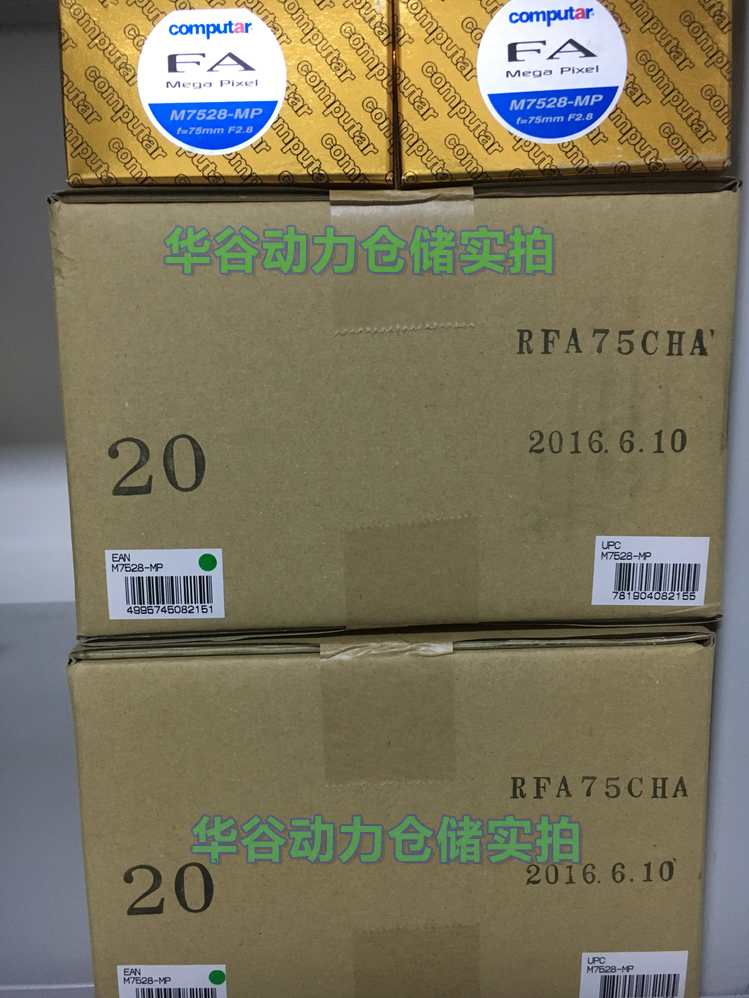 computar
FA
Mega Pixel
M7528-MP
f=75mm F2.8
computar
FA
Mega Pixel
M7528-MP
f=75mm F2.8
华谷动力仓储实拍
RFA75CHA
20
2016.6.10
EAN
M7528-MP
4995745082151
UPC
M7528-MP
781904082155
RFA75CHA
华谷动力仓储实拍
20
2016.6.10
EAN
M7528-MP
UPC
M7528-MP